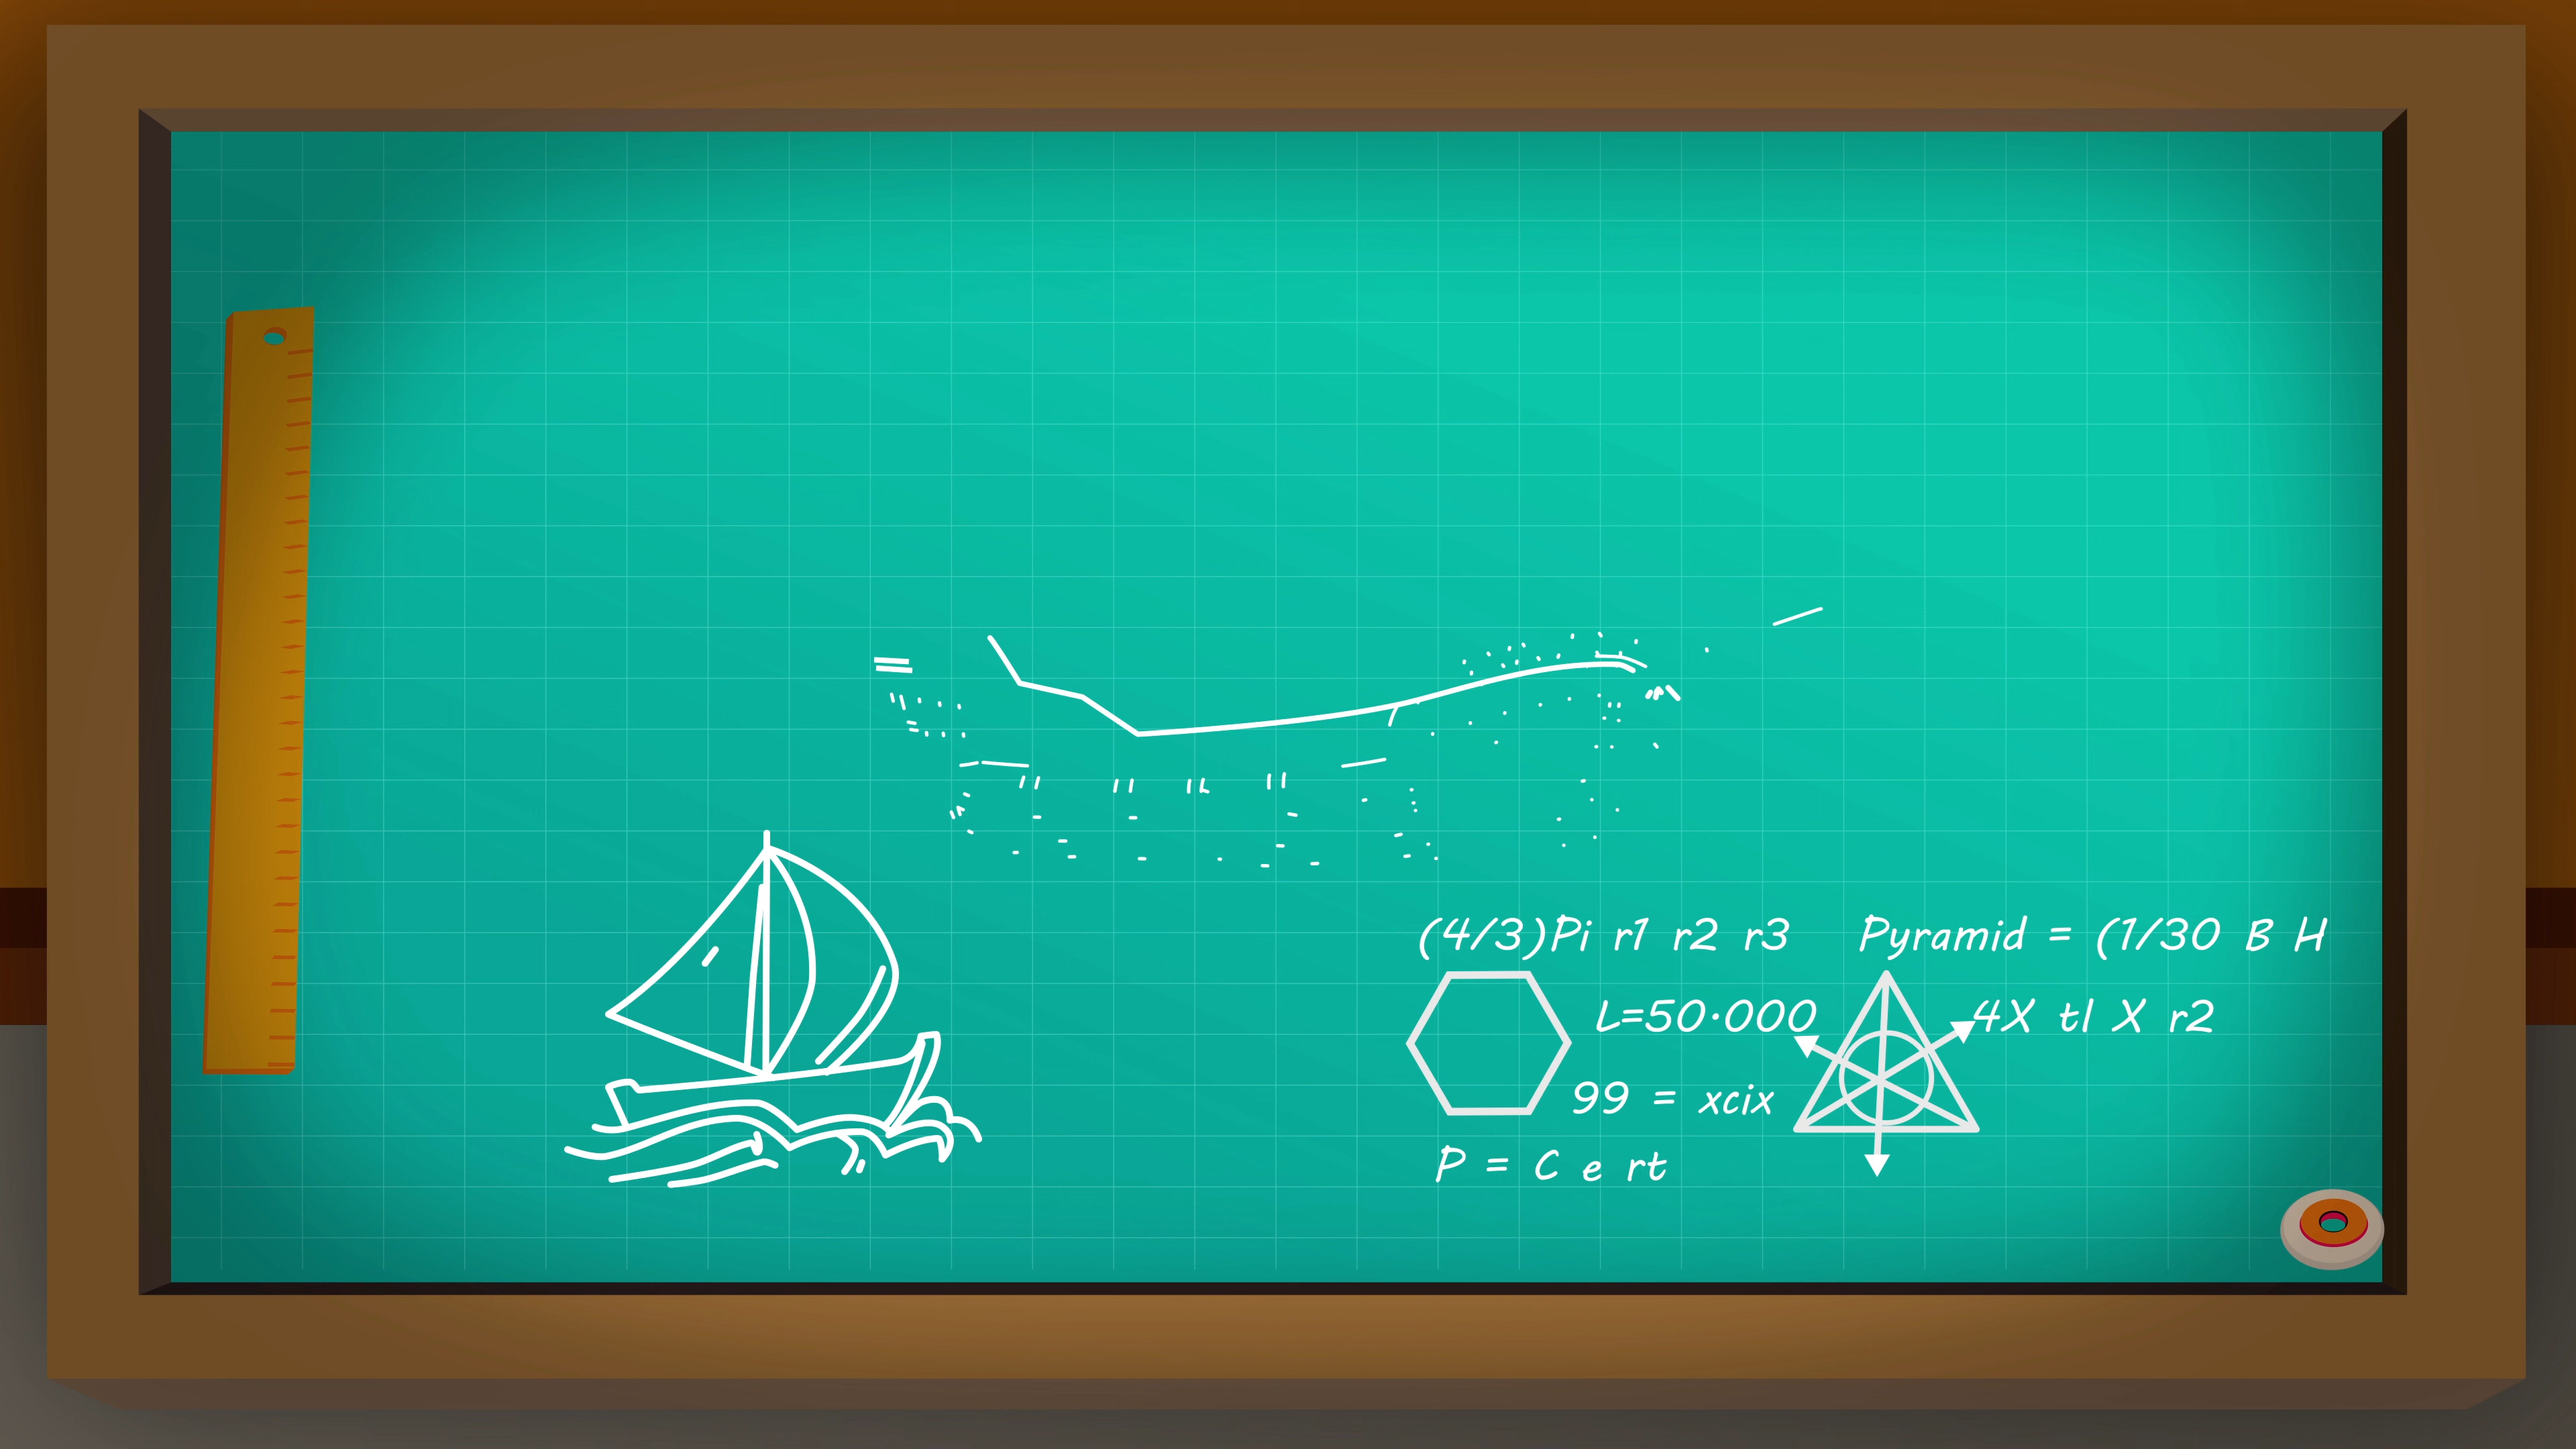 (4/3)Pi r1 r2 r3 Pyramid = (1/30 B H
L=50·000 4X tl X r2
99 = xcix
P = C e rt